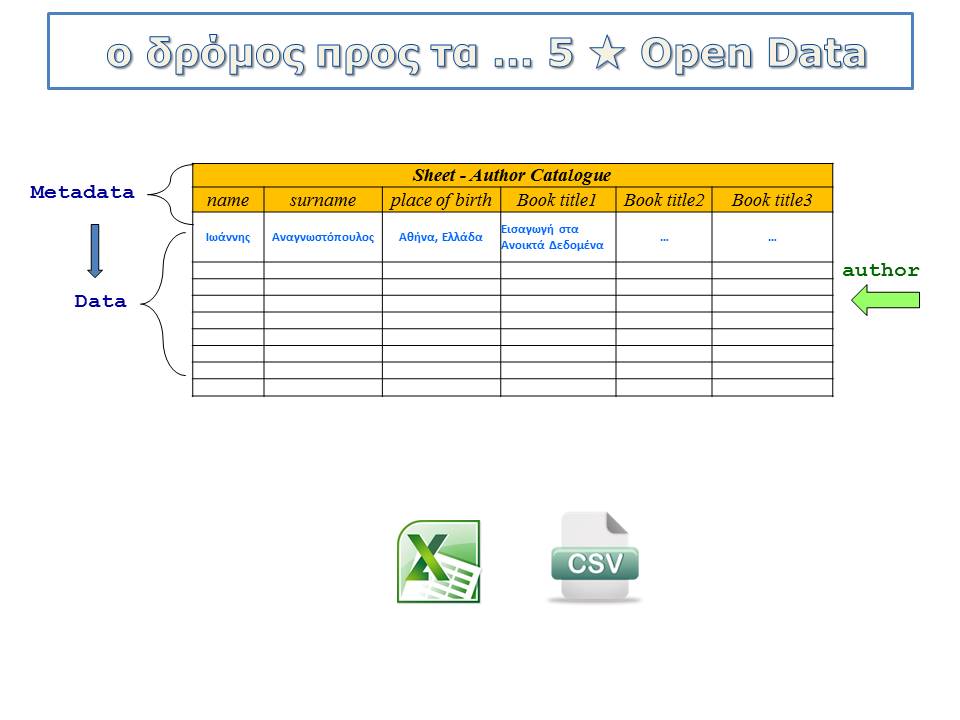 ο δρόμος προς τα ... 5 ★ Open Data
Metadata
Sheet - Author Catalogue
name surname place of birth Book title1 Book title2 Book title3
Ιωάννης Αναγνωστόπουλος Αθήνα, Ελλάδα Εισαγωγή στα
Ανοικτά Δεδομένα ... ...
Data
author
CSV